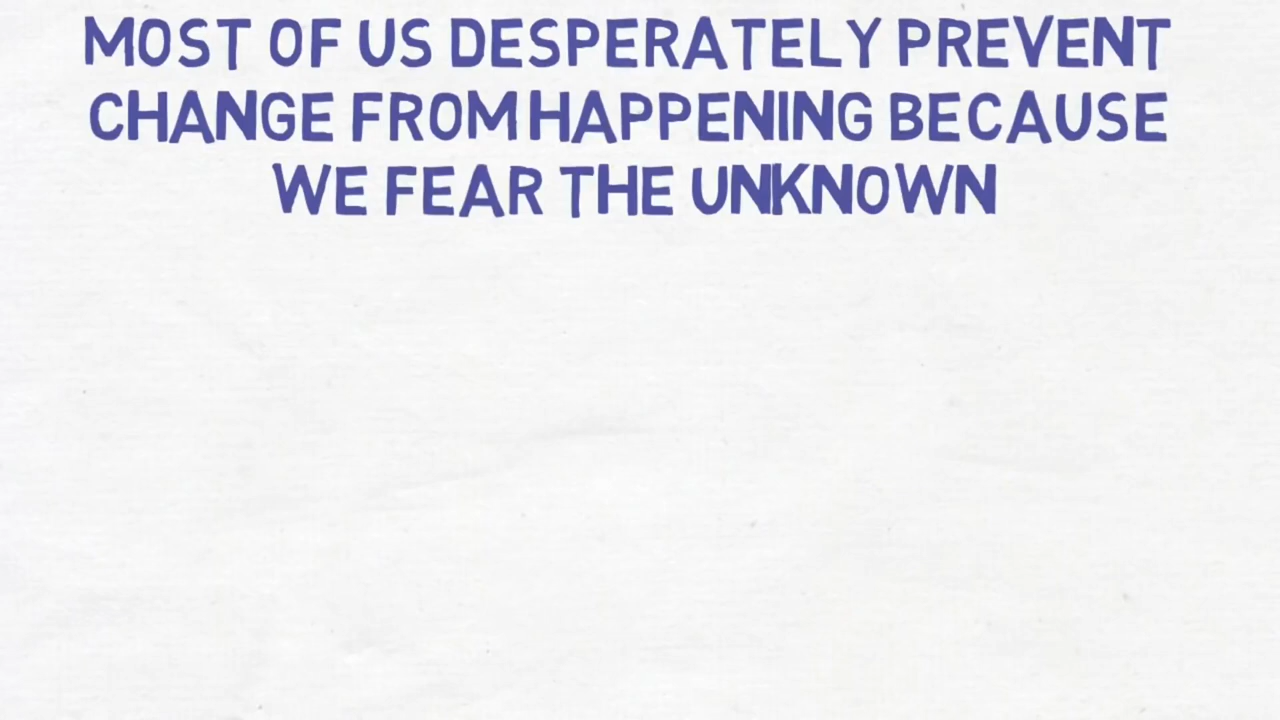 MOST OF US DESPERATELY PREVENT
CHANGE FROM HAPPENING BECAUSE
WE FEAR THE UNKNOWN